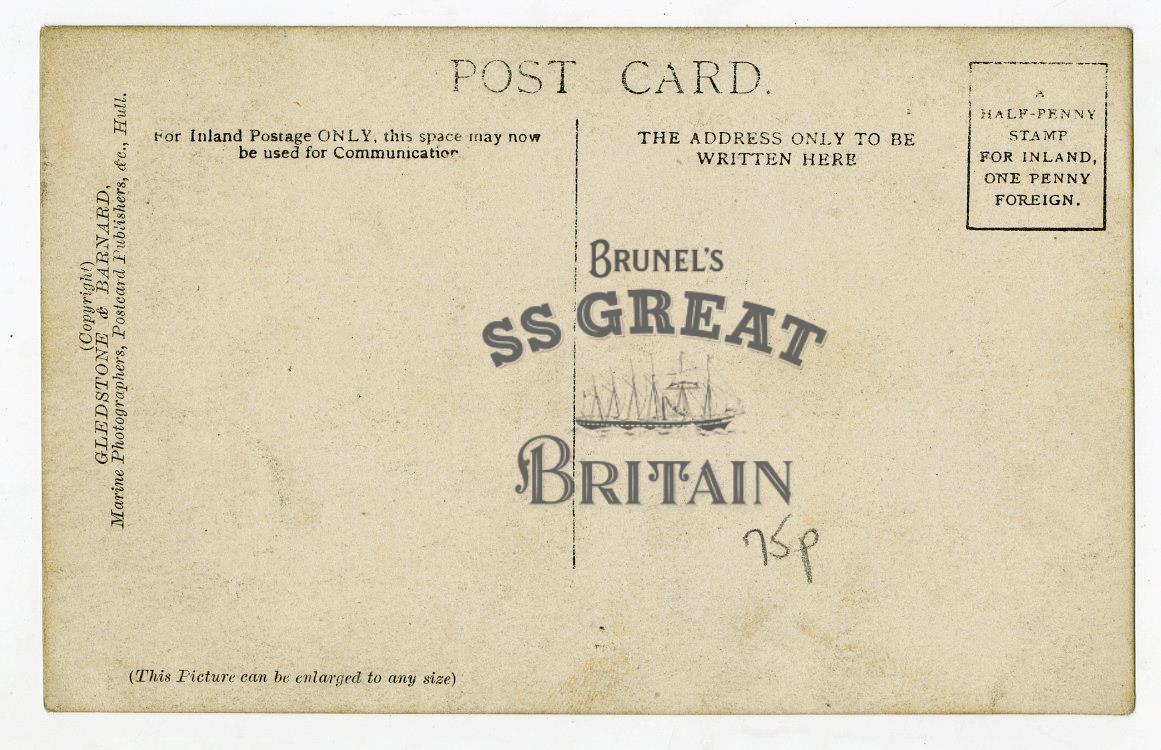 POST CARD.
For Inland Postage ONLY, this space may now
be used for Communication
THE ADDRESS ONLY TO BE
WRITTEN HERE
A
HALF-PENNY
STAMP
FOR INLAND,
ONE PENNY
FOREIGN.
(Copyright)
GLEDSTONE & BARNARD,
Marine Photographers, Postcard Publishers, &c., Hull.
BRUNEL'S
SS GREAT
BRITAIN
75p
(This Picture can be enlarged to any size)